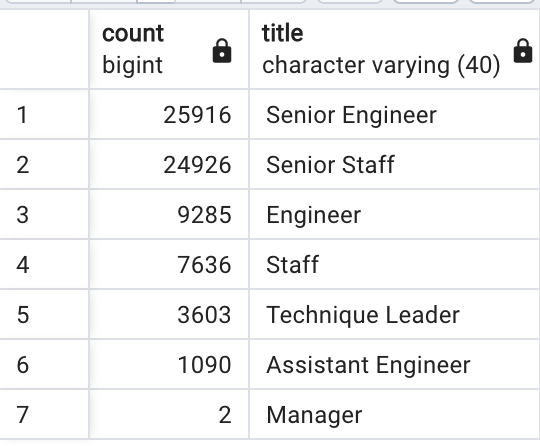 count title
bigint character varying (40)
1 25916 Senior Engineer
2 24926 Senior Staff
3 9285 Engineer
4 7636 Staff
5 3603 Technique Leader
6 1090 Assistant Engineer
7 2 Manager